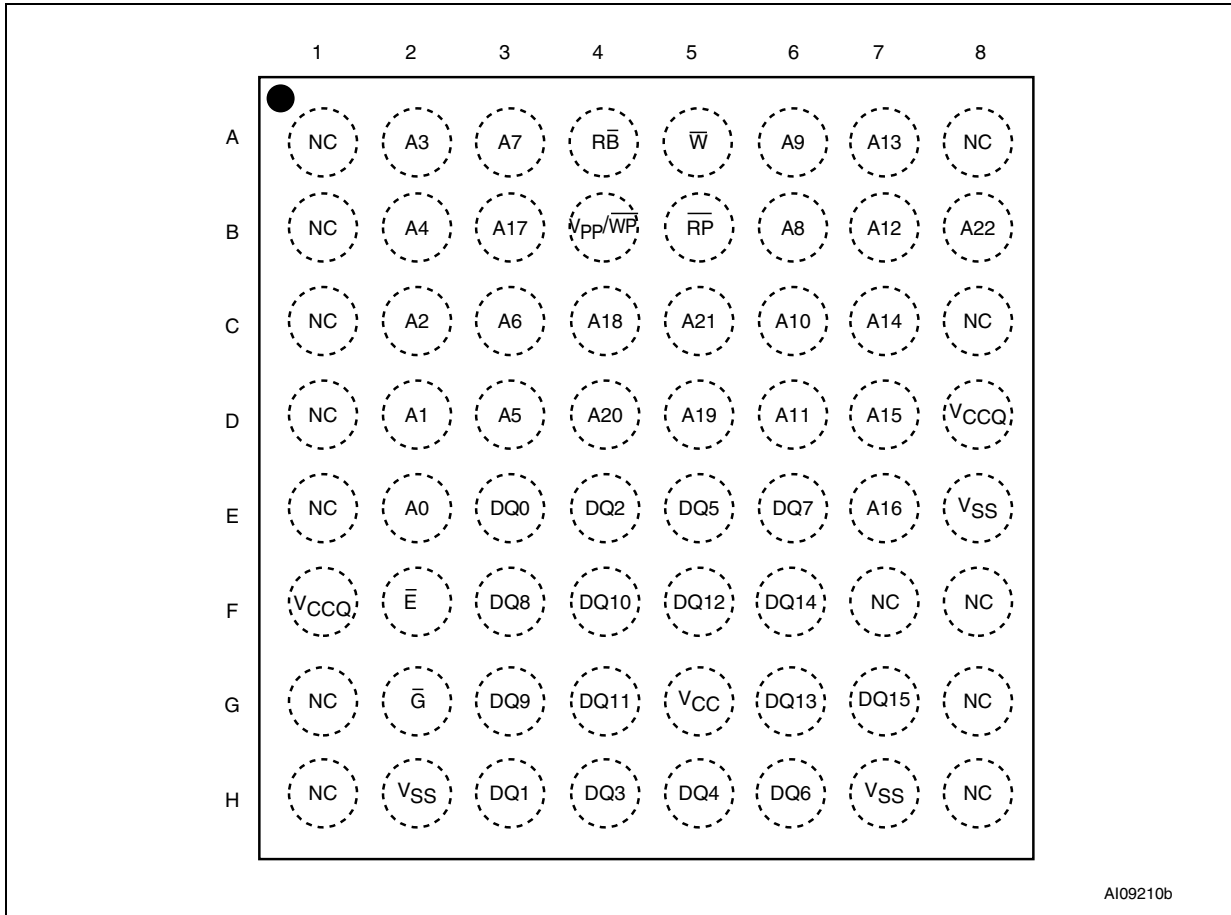 1 2 3 4 5 6 7 8
A NC A3 A7 RB̅ W̅ A9 A13 NC
B NC A4 A17 VPP/W̅P̅ R̅P̅ A8 A12 A22
C NC A2 A6 A18 A21 A10 A14 NC
D NC A1 A5 A20 A19 A11 A15 VCCQ
E NC A0 DQ0 DQ2 DQ5 DQ7 A16 VSS
F VCCQ E̅ DQ8 DQ10 DQ12 DQ14 NC NC
G NC G̅ DQ9 DQ11 VCC DQ13 DQ15 NC
H NC VSS DQ1 DQ3 DQ4 DQ6 VSS NC
AI09210b